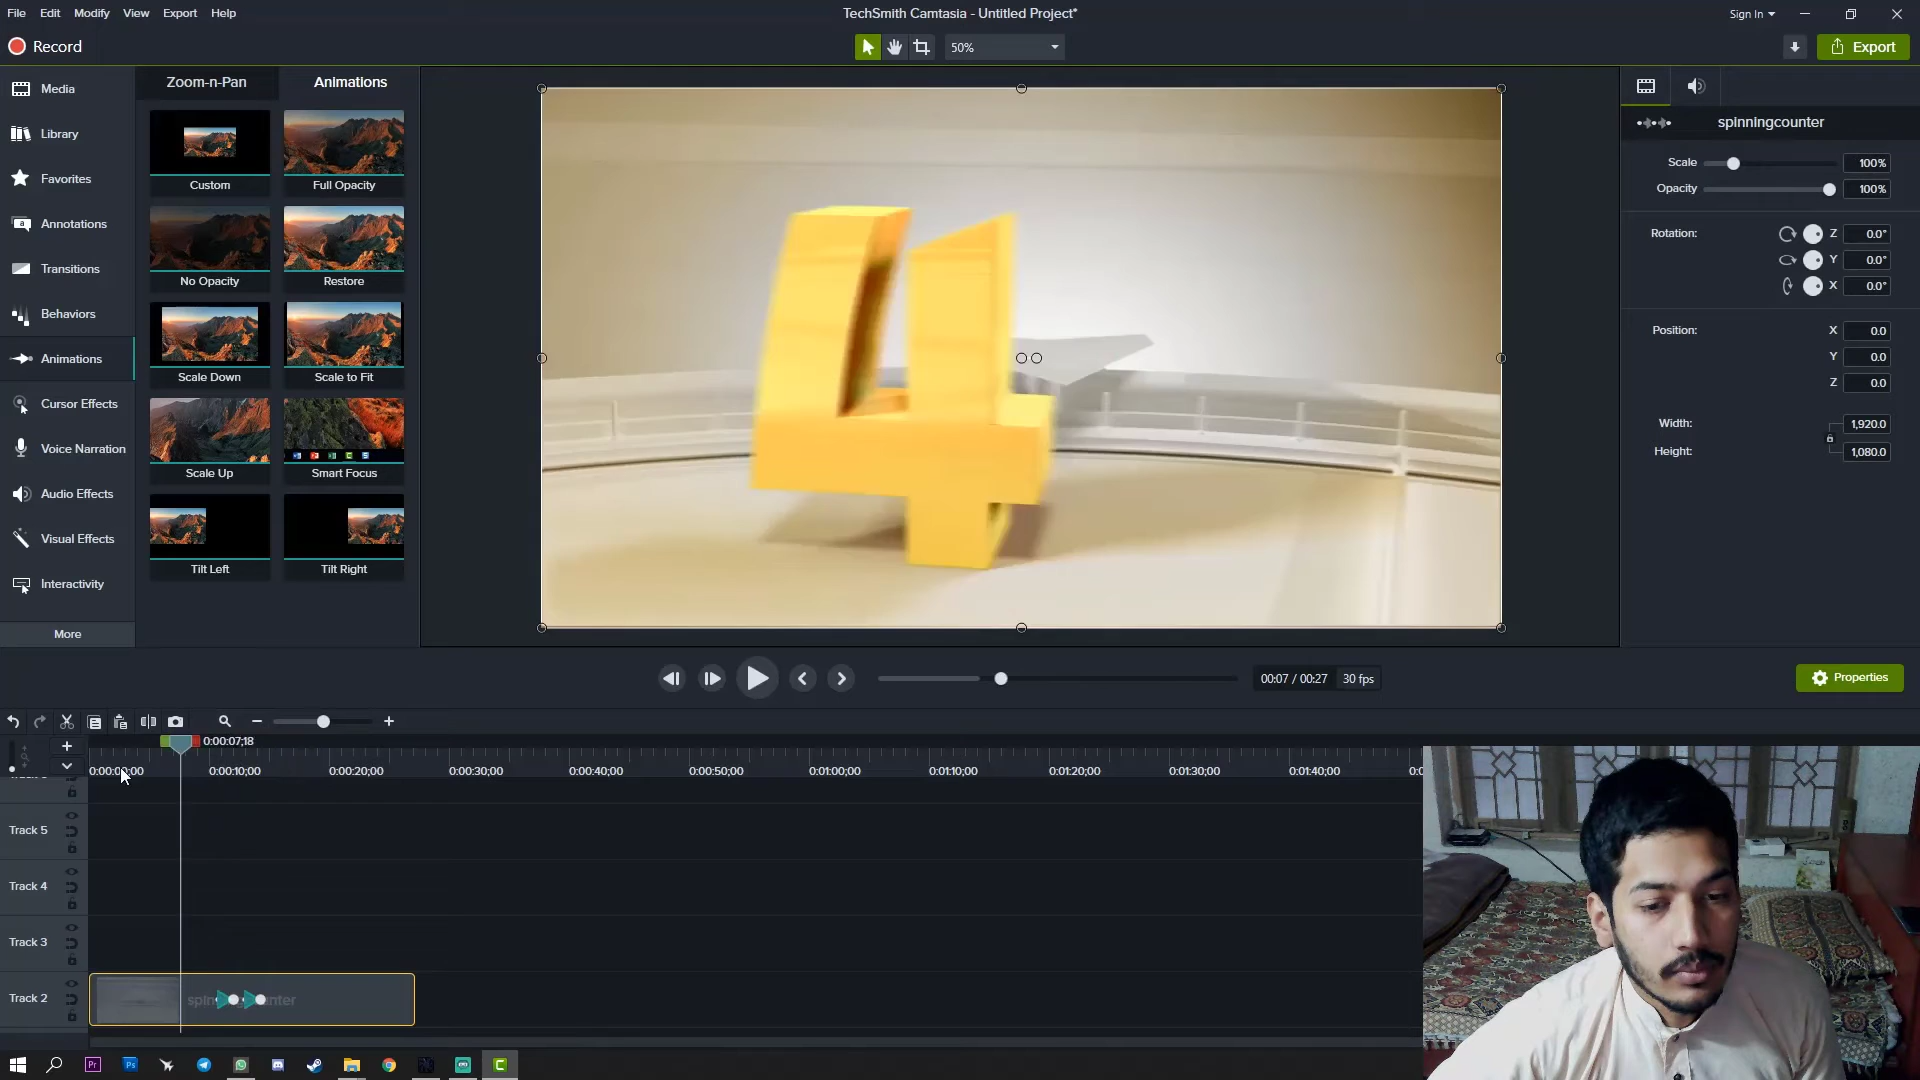 File Edit Modify View Export Help
TechSmith Camtasia - Untitled Project*
Sign In
Record
50%
Export
Media
Library
Favorites
Annotations
Transitions
Behaviors
Animations
Cursor Effects
Voice Narration
Audio Effects
Visual Effects
Interactivity
More
Zoom-n-Pan
Animations
Custom
Full Opacity
No Opacity
Restore
Scale Down
Scale to Fit
Scale Up
Smart Focus
Tilt Left
Tilt Right
4
spinningcounter
Scale 100%
Opacity 100%
Rotation: Z 0.0°
Y 0.0°
X 0.0°
Position: X 0.0
Y 0.0
Z 0.0
Width: 1,920.0
Height: 1,080.0
00:07 / 00:27 30 fps
Properties
0:00:07;18
0:00:10;00 0:00:20;00 0:00:30;00 0:00:40;00 0:00:50;00 0:01:00;00 0:01:10;00 0:01:20;00 0:01:30;00 0:01:40;00
Track 5
Track 4
Track 3
Track 2
Pr
Ps